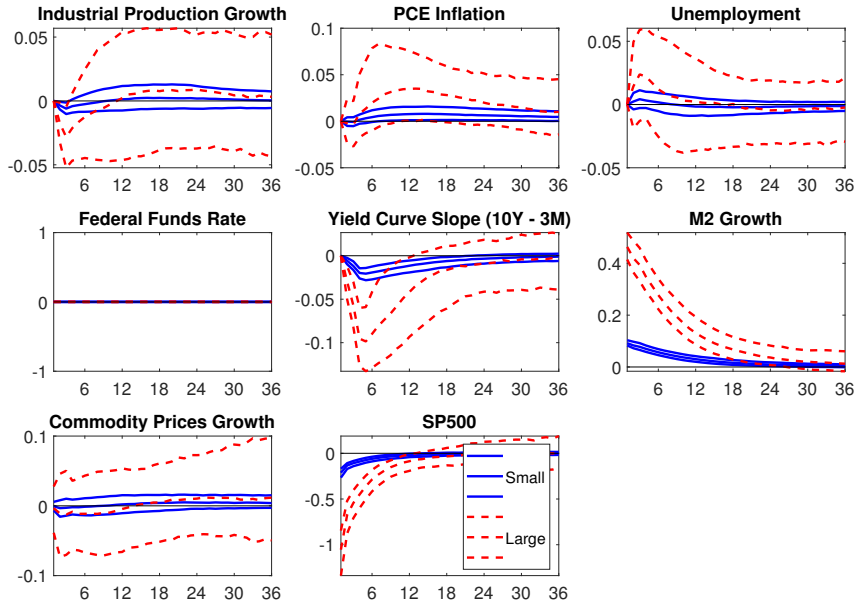 Industrial Production Growth
0.05
0
-0.05
6 12 18 24 30 36
PCE Inflation
0.1
0.05
0
0.05
6 12 18 24 30 36
Unemployment
0.05
0
-0.05
6 12 18 24 30 36
Federal Funds Rate
1
0
-1
6 12 18 24 30 36
Yield Curve Slope (10Y - 3M)
0
-0.05
-0.1
6 12 18 24 30 36
M2 Growth
0.4
0.2
0
6 12 18 24 30 36
Commodity Prices Growth
0.1
0
-0.1
6 12 18 24 30 36
SP500
0
-0.5
-1
6 12 18 24 30 36
Small
Large